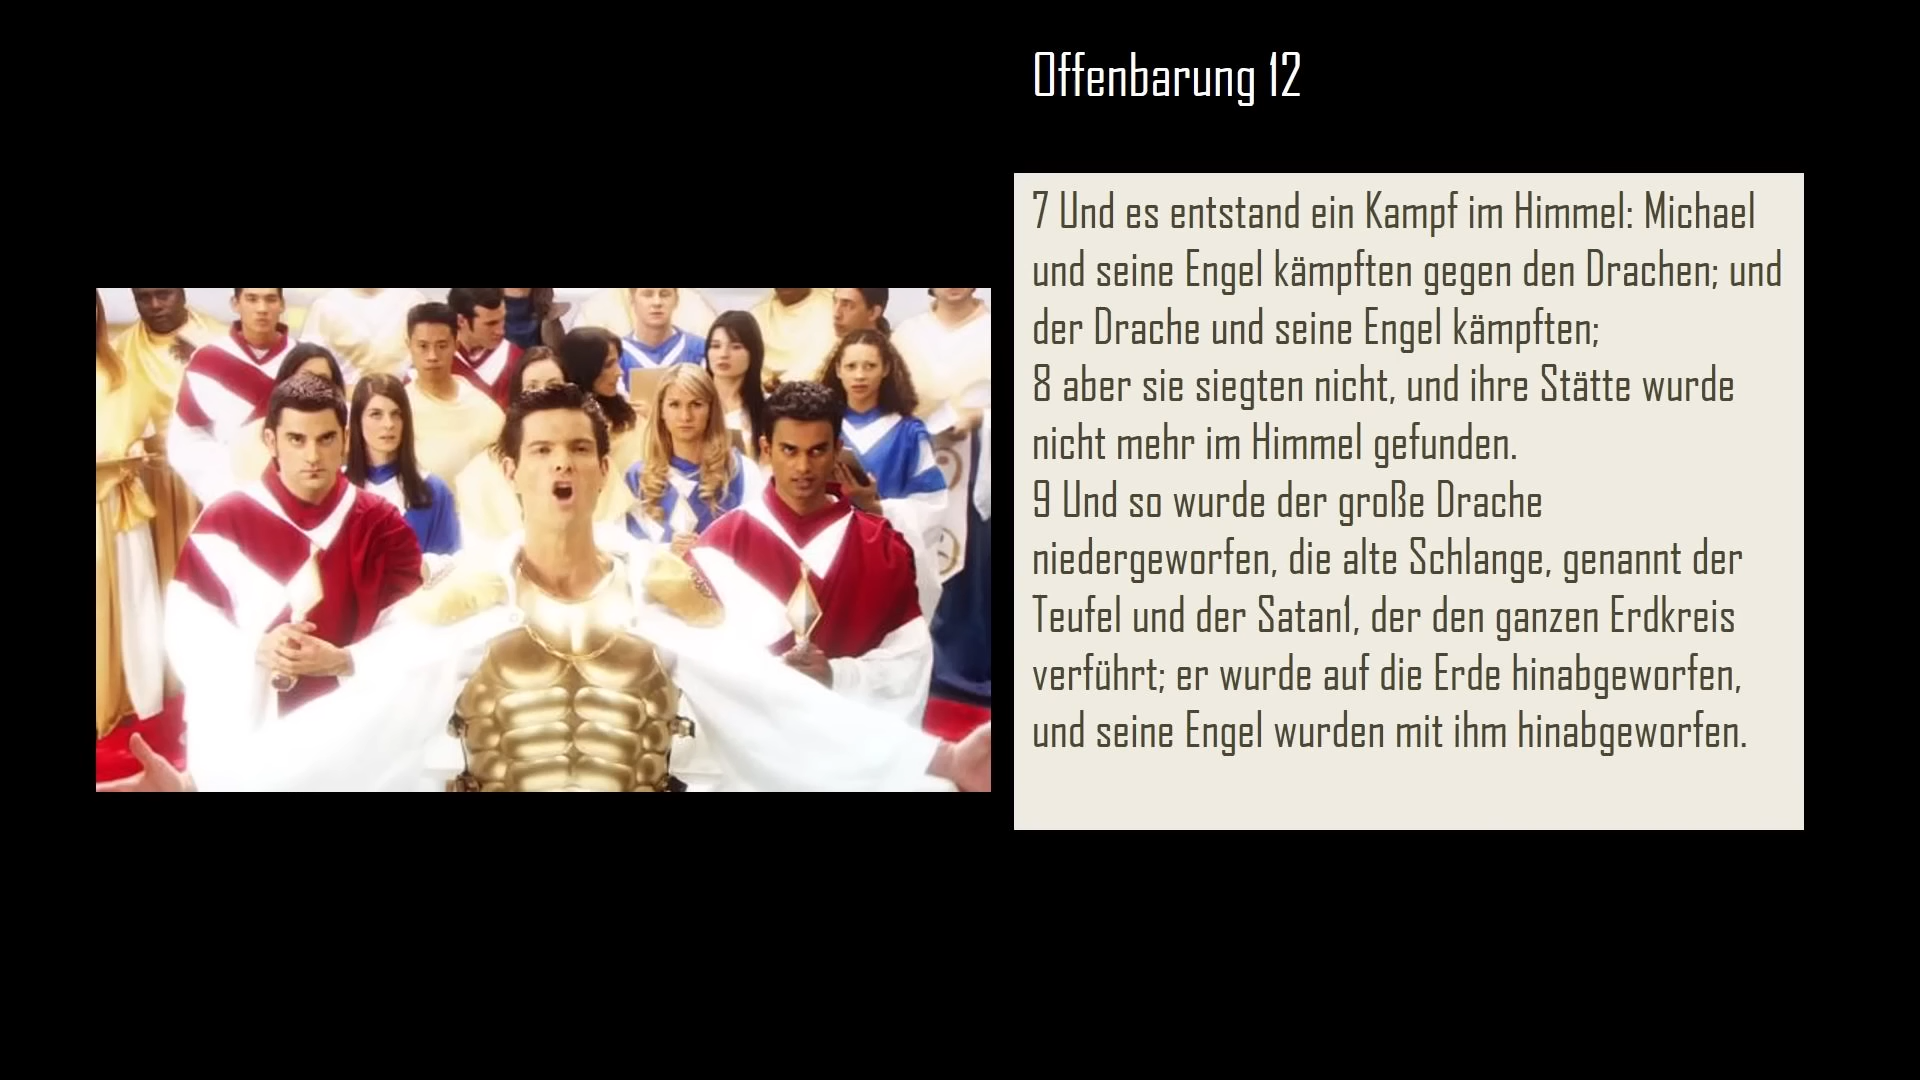 Offenbarung 12
7 Und es entstand ein Kampf im Himmel: Michael
und seine Engel kämpften gegen den Drachen; und
der Drache und seine Engel kämpften;
8 aber sie siegten nicht, und ihre Stätte wurde
nicht mehr im Himmel gefunden.
9 Und so wurde der große Drache
niedergeworfen, die alte Schlange, genannt der
Teufel und der Satan1, der den ganzen Erdkreis
verführt; er wurde auf die Erde hinabgeworfen,
und seine Engel wurden mit ihm hinabgeworfen.